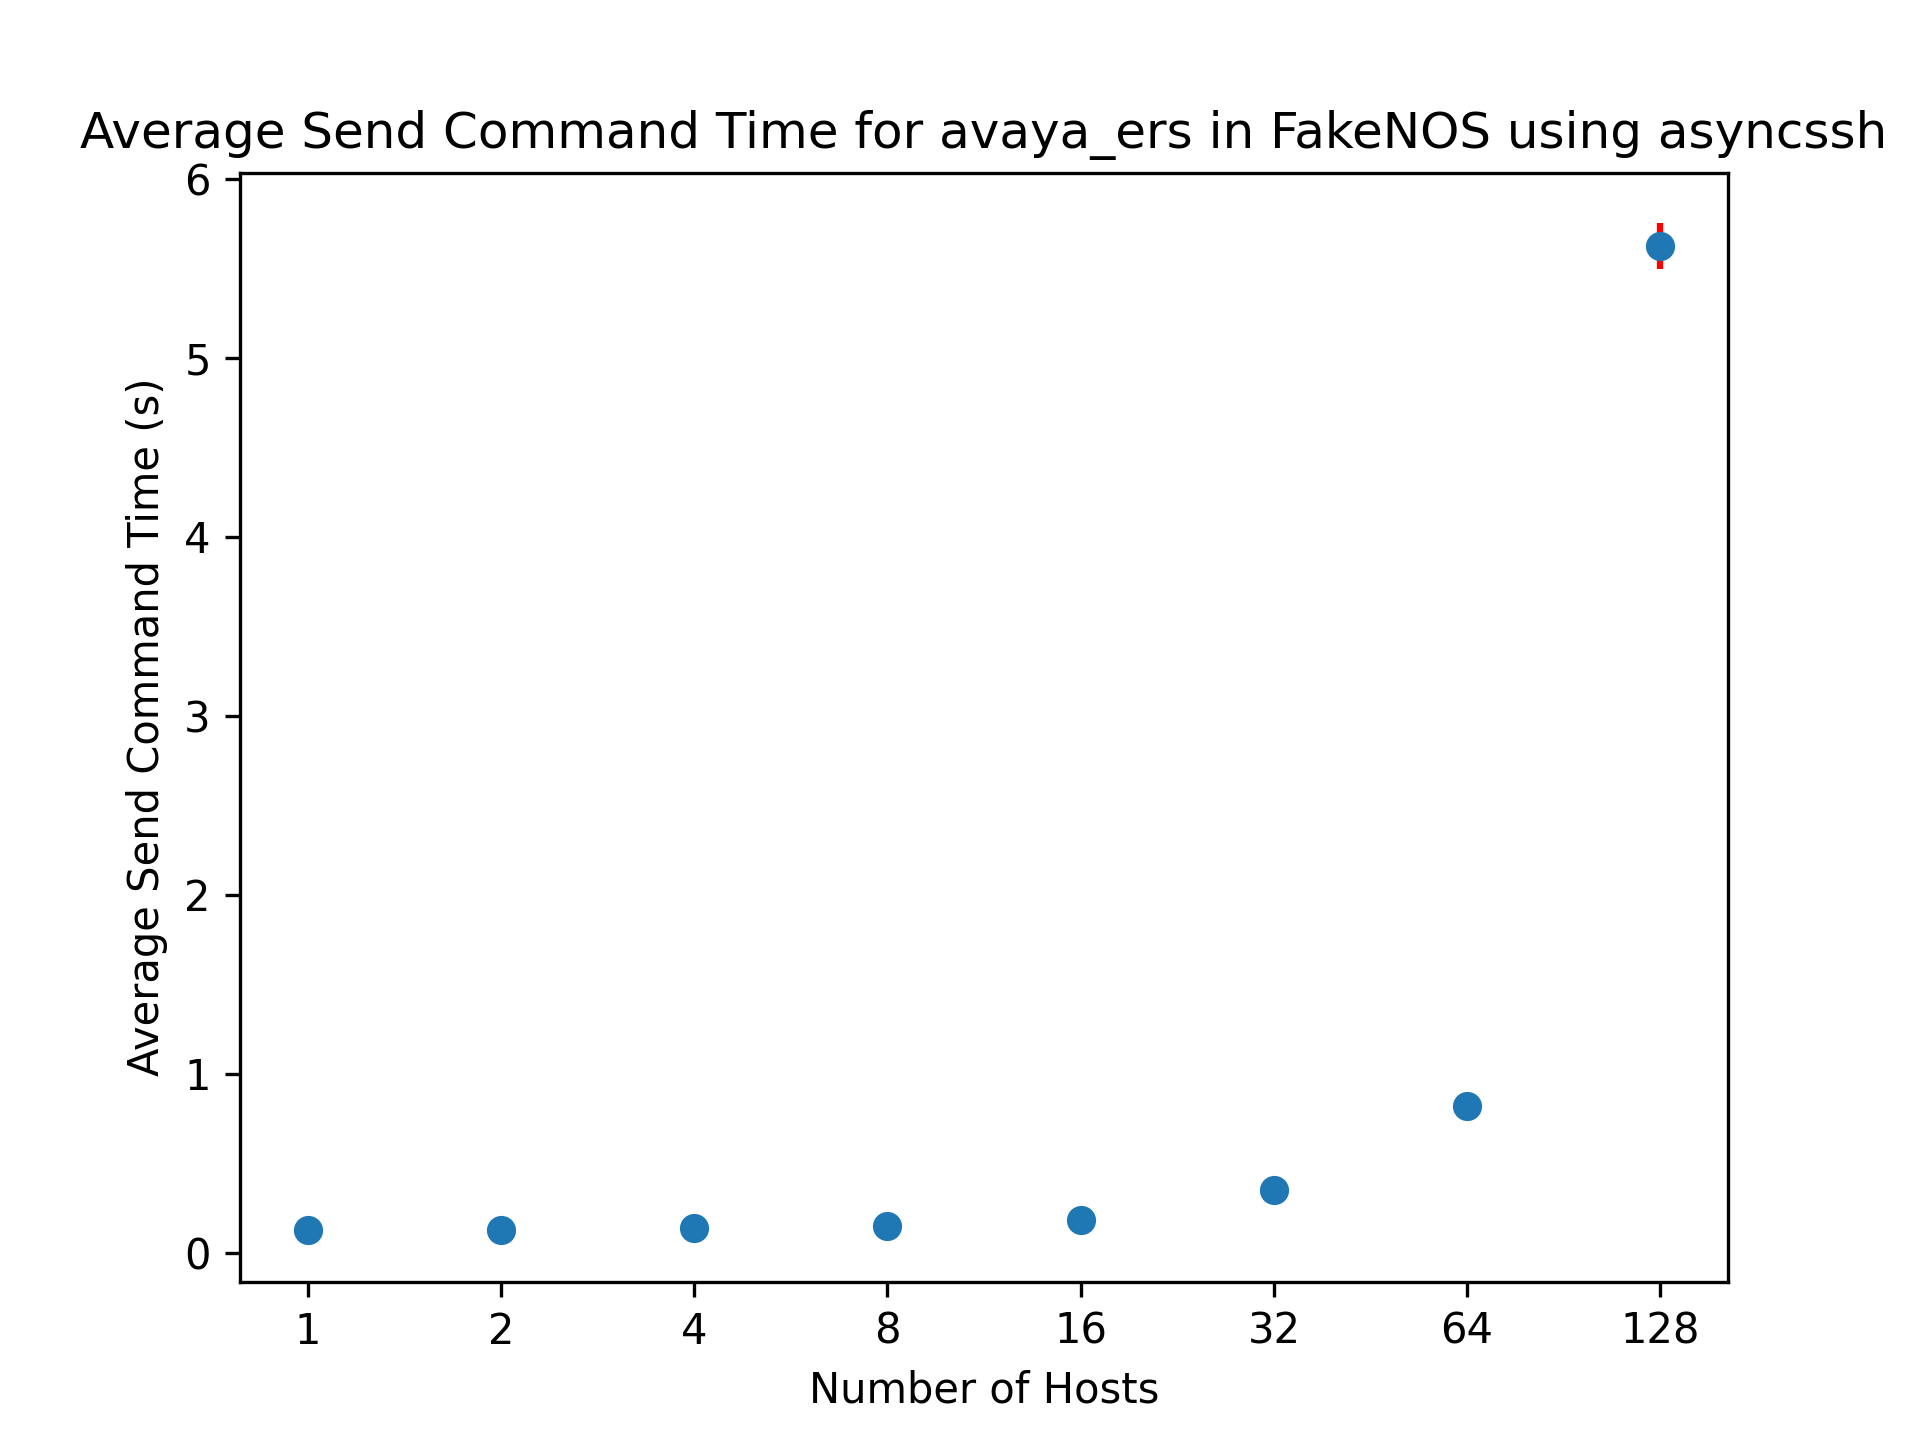 Average Send Command Time for avaya_ers in FakeNOS using asyncssh
6
5
4
3
2
1
0
Average Send Command Time (s)
1 2 4 8 16 32 64 128
Number of Hosts